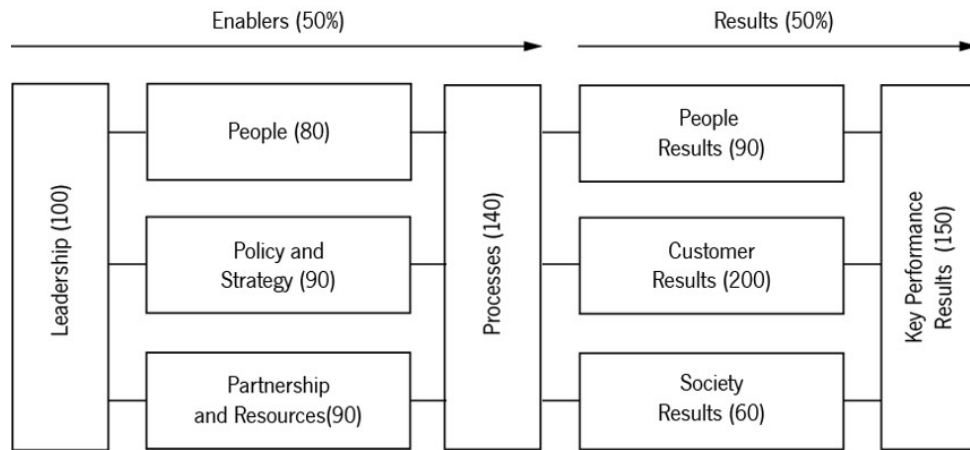 Enablers (50%)
Results (50%)
Leadership (100)
People (80)
Policy and
Strategy (90)
Partnership
and Resources(90)
Processes (140)
People
Results (90)
Customer
Results (200)
Society
Results (60)
Key Performance
Results (150)